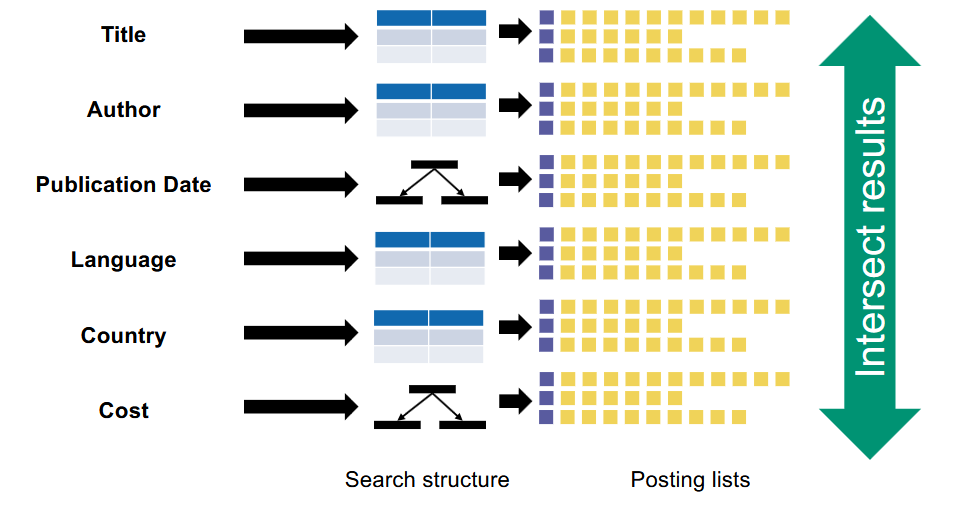 Title
Author
Publication Date
Language
Country
Cost
Search structure
Posting lists
Intersect results